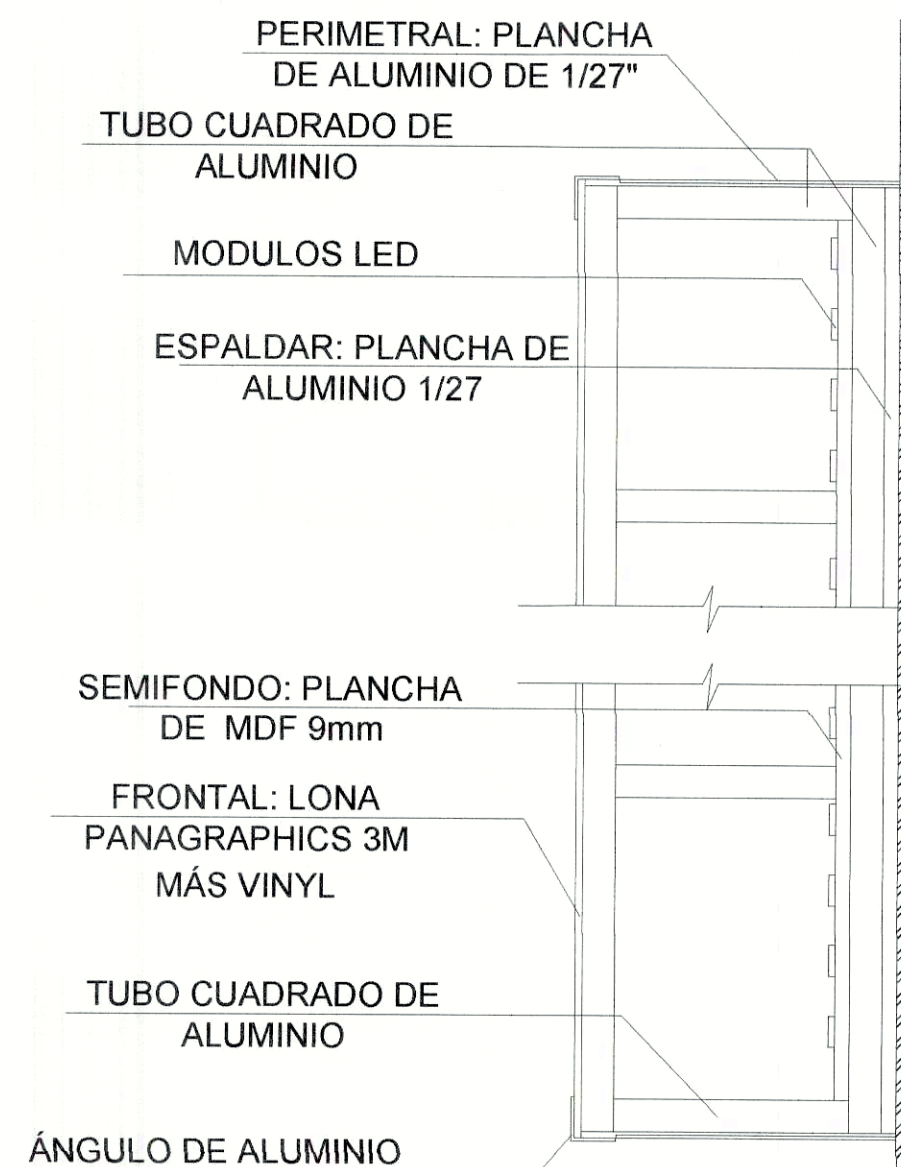 PERIMETRAL: PLANCHA
DE ALUMINIO DE 1/27"
TUBO CUADRADO DE
ALUMINIO
MODULOS LED
ESPALDAR: PLANCHA DE
ALUMINIO 1/27
SEMIFONDO: PLANCHA
DE MDF 9mm
FRONTAL: LONA
PANAGRAPHICS 3M
MÁS VINYL
TUBO CUADRADO DE
ALUMINIO
ÁNGULO DE ALUMINIO